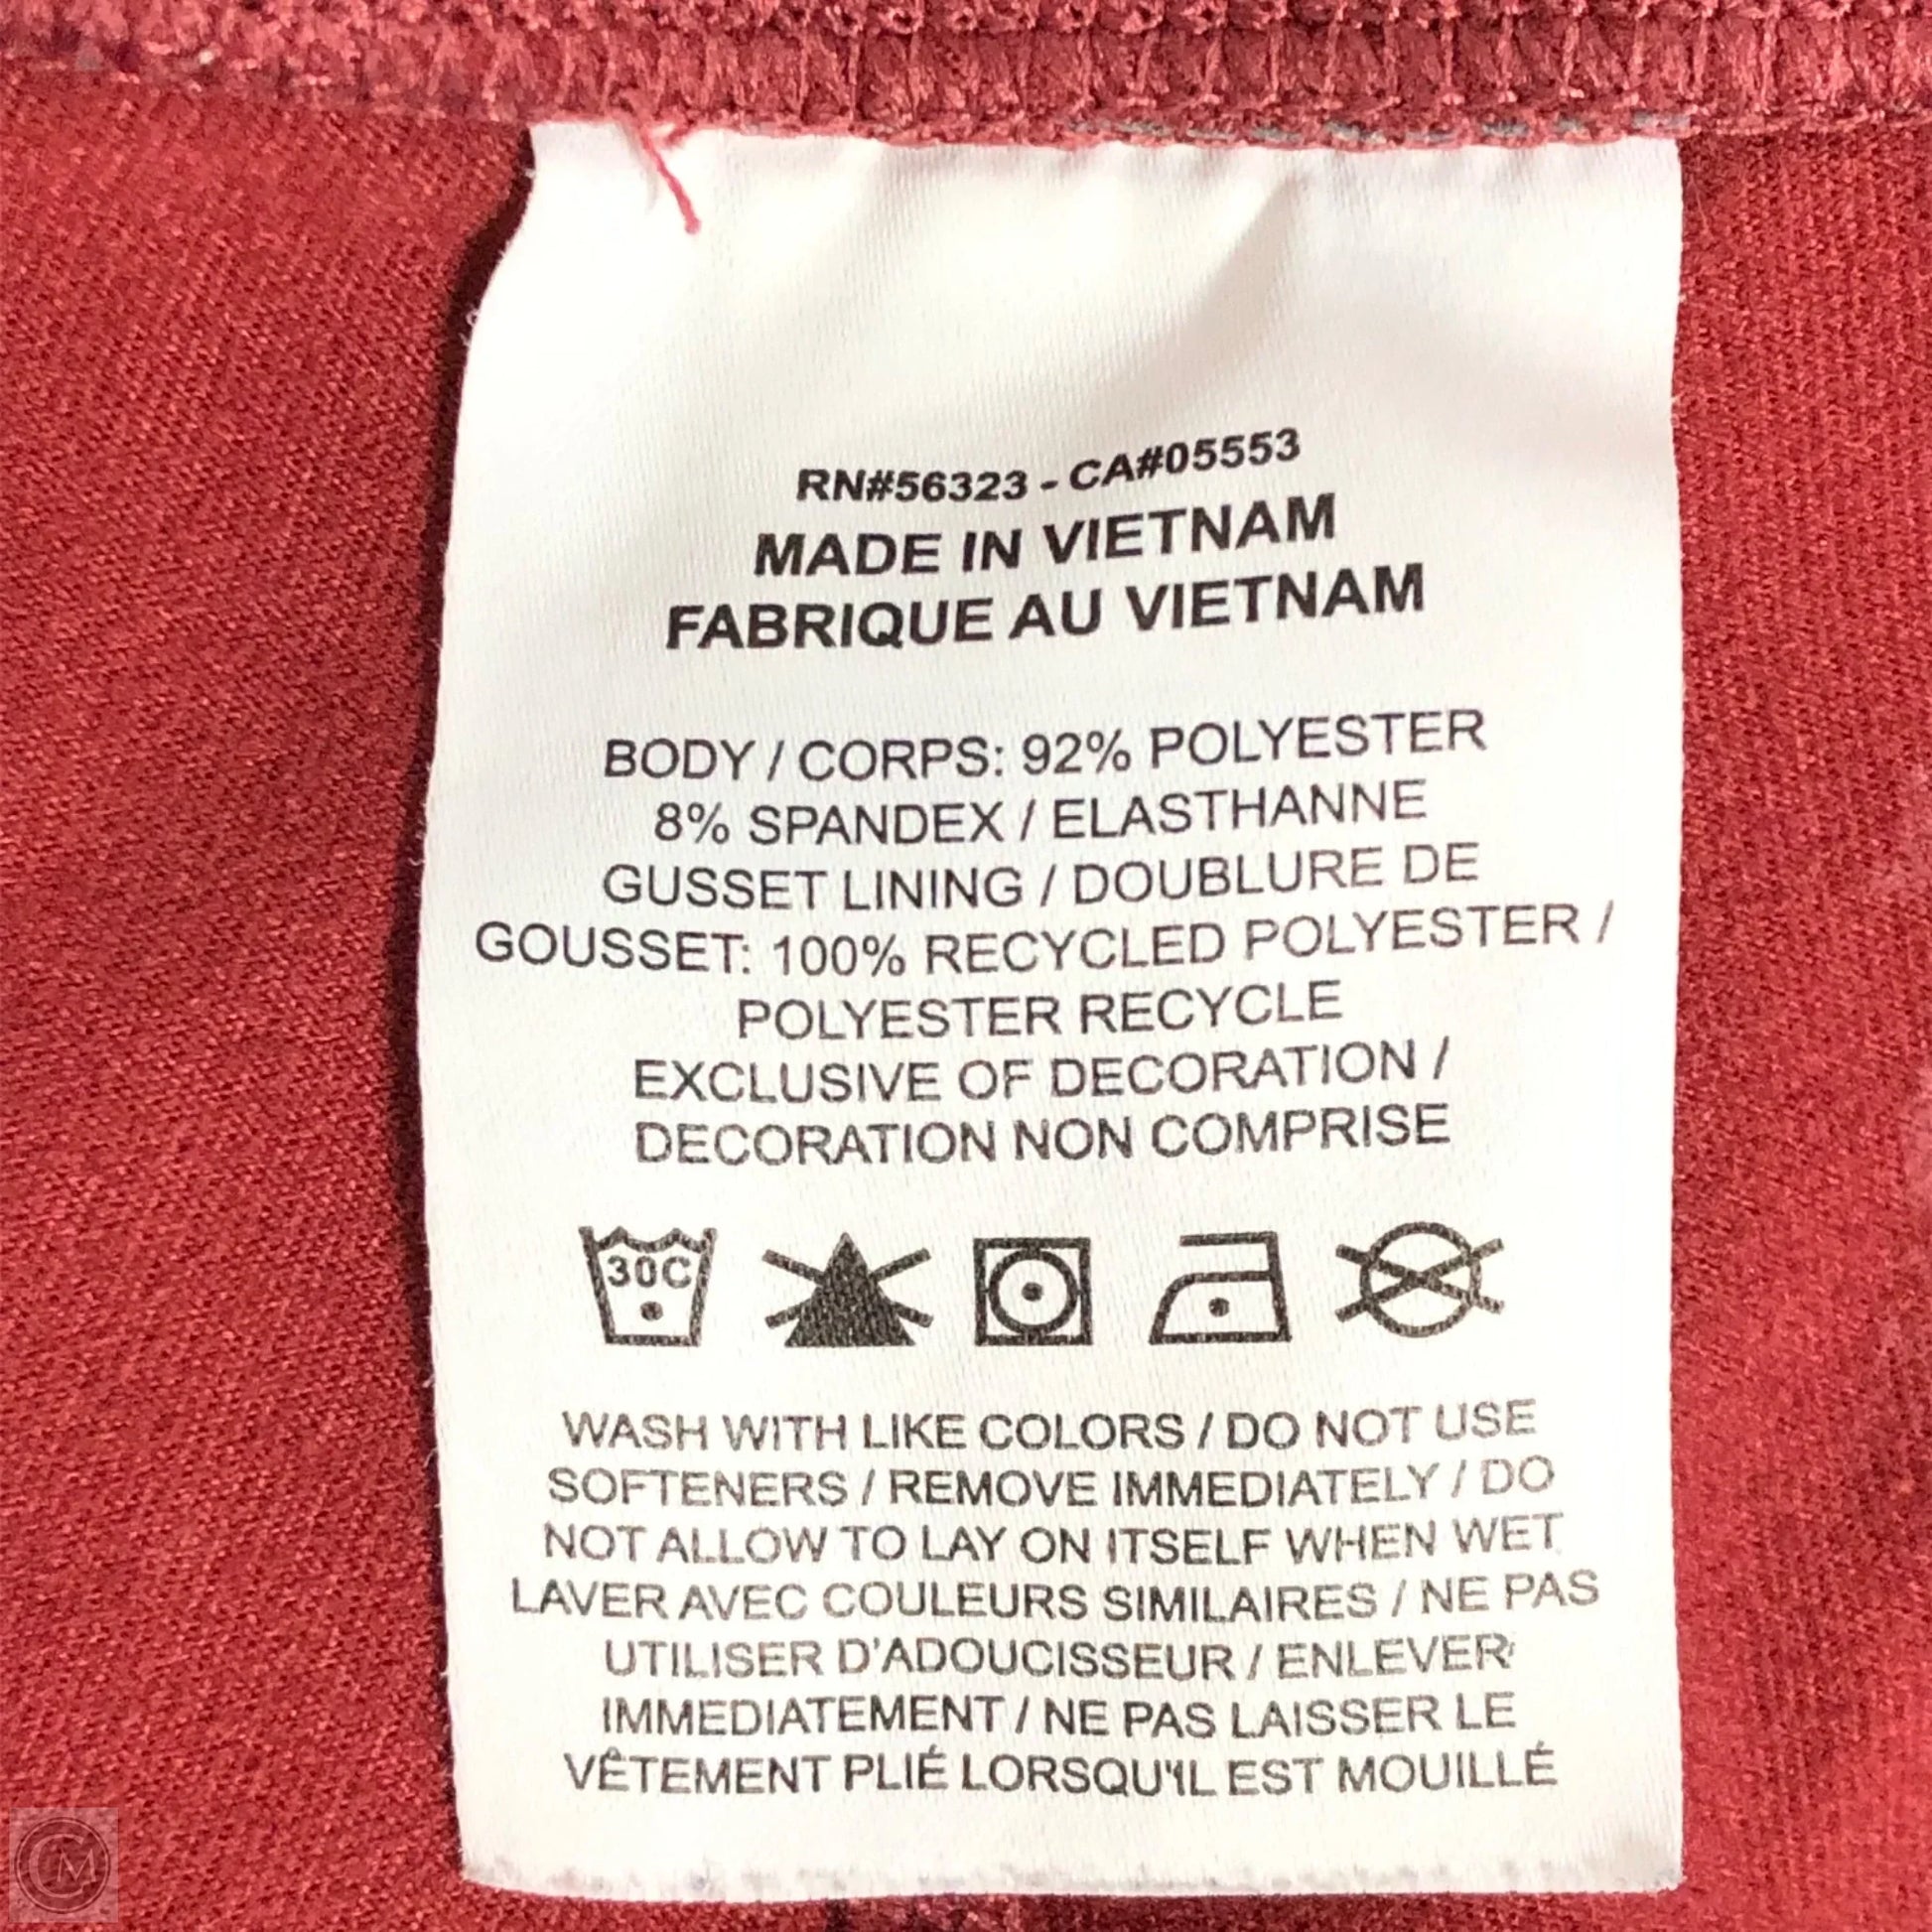 RN#56323 - CA#05553
MADE IN VIETNAM
FABRIQUE AU VIETNAM
BODY / CORPS: 92% POLYESTER
8% SPANDEX / ELASTHANNE
GUSSET LINING / DOUBLURE DE
GOUSSET: 100% RECYCLED POLYESTER /
POLYESTER RECYCLE
EXCLUSIVE OF DECORATION /
DECORATION NON COMPRISE
30C
WASH WITH LIKE COLORS / DO NOT USE
SOFTENERS / REMOVE IMMEDIATELY / DO
NOT ALLOW TO LAY ON ITSELF WHEN WET
LAVER AVEC COULEURS SIMILAIRES / NE PAS
UTILISER D'ADOUCISSEUR / ENLEVER
IMMEDIATEMENT / NE PAS LAISSER LE
VÊTEMENT PLIÉ LORSQU'IL EST MOUILLÉ
CM